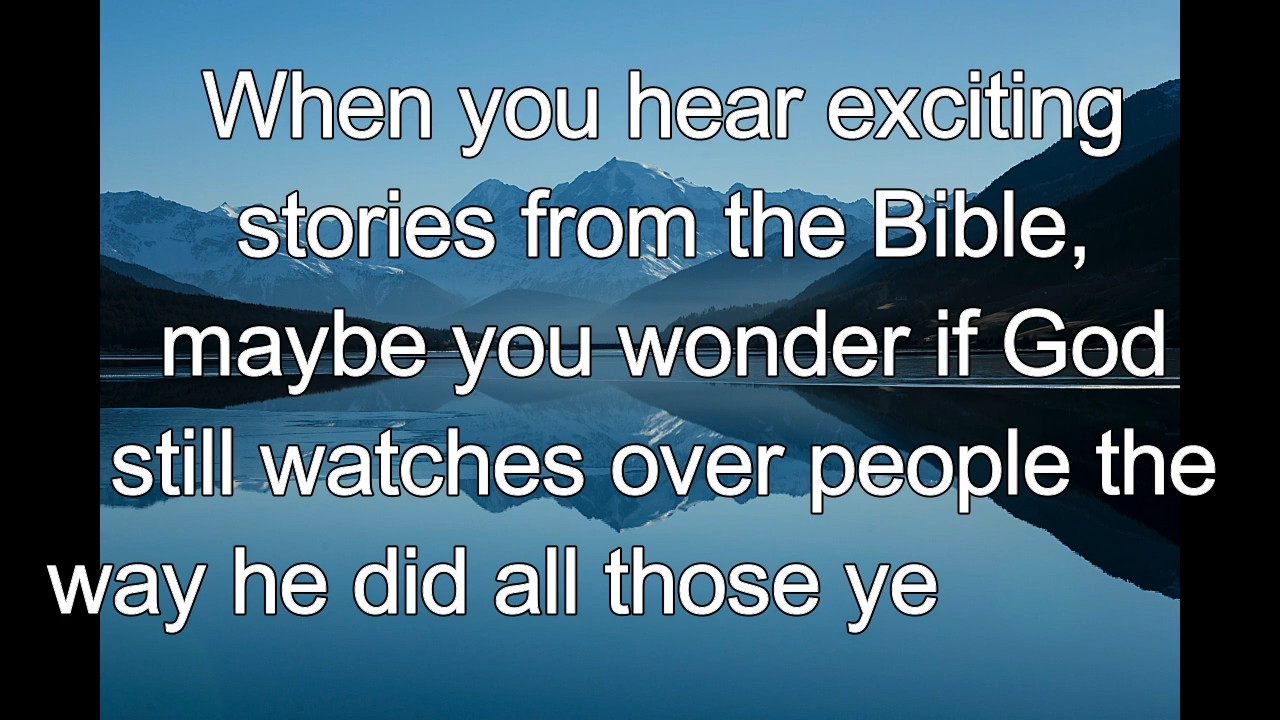 When you hear exciting
stories from the Bible,
maybe you wonder if God
still watches over people the
way he did all those ye